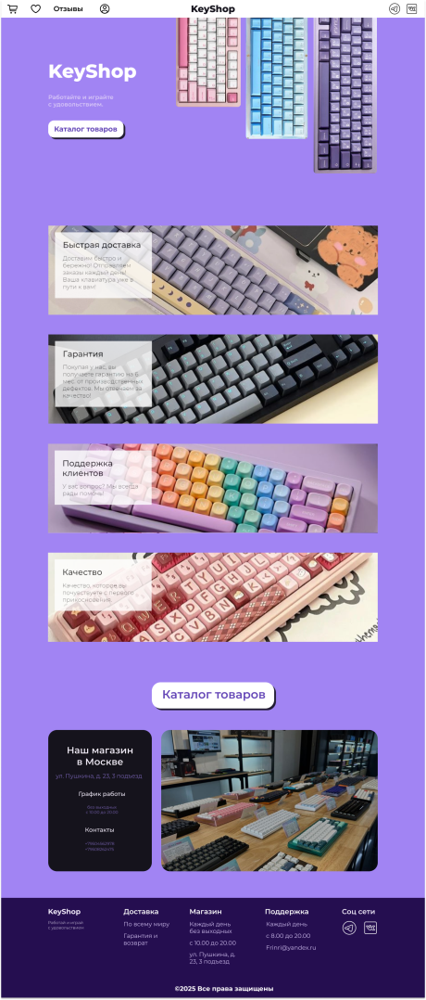 Отзывы
KeyShop
KeyShop
Работайте и играйте
с удовольствием.
Каталог товаров
Быстрая доставка
Доставим быстро и
бережно! Отправляем
заказы каждый день!
Ваша клавиатура уже в
пути к вам!
Гарантия
Покупая у нас, вы
получаете гарантию на 6
мес. от производственных
дефектов. Мы отвечаем за
качество!
Поддержка
клиентов
У вас вопрос? Мы всегда
рады помочь!
Качество
Качество, которое вы
почувствуете с первого
прикосновения.
Каталог товаров
Наш магазин
в Москве
ул. Пушкина, д. 23, 3 подъезд
График работы
Без выходных
с 10.00 до 20.00
Контакты
KeyShop
Работай и играй
с удовольствием
Доставка
По всему миру
Гарантия и
возврат
Магазин
Каждый день
без выходных
с 10.00 до 20.00
ул. Пушкина, д.
23, 3 подъезд
Поддержка
Каждый день
с 8.00 до 20.00
Frinri@yandex.ru
Соц сети
©2025 Все права защищены